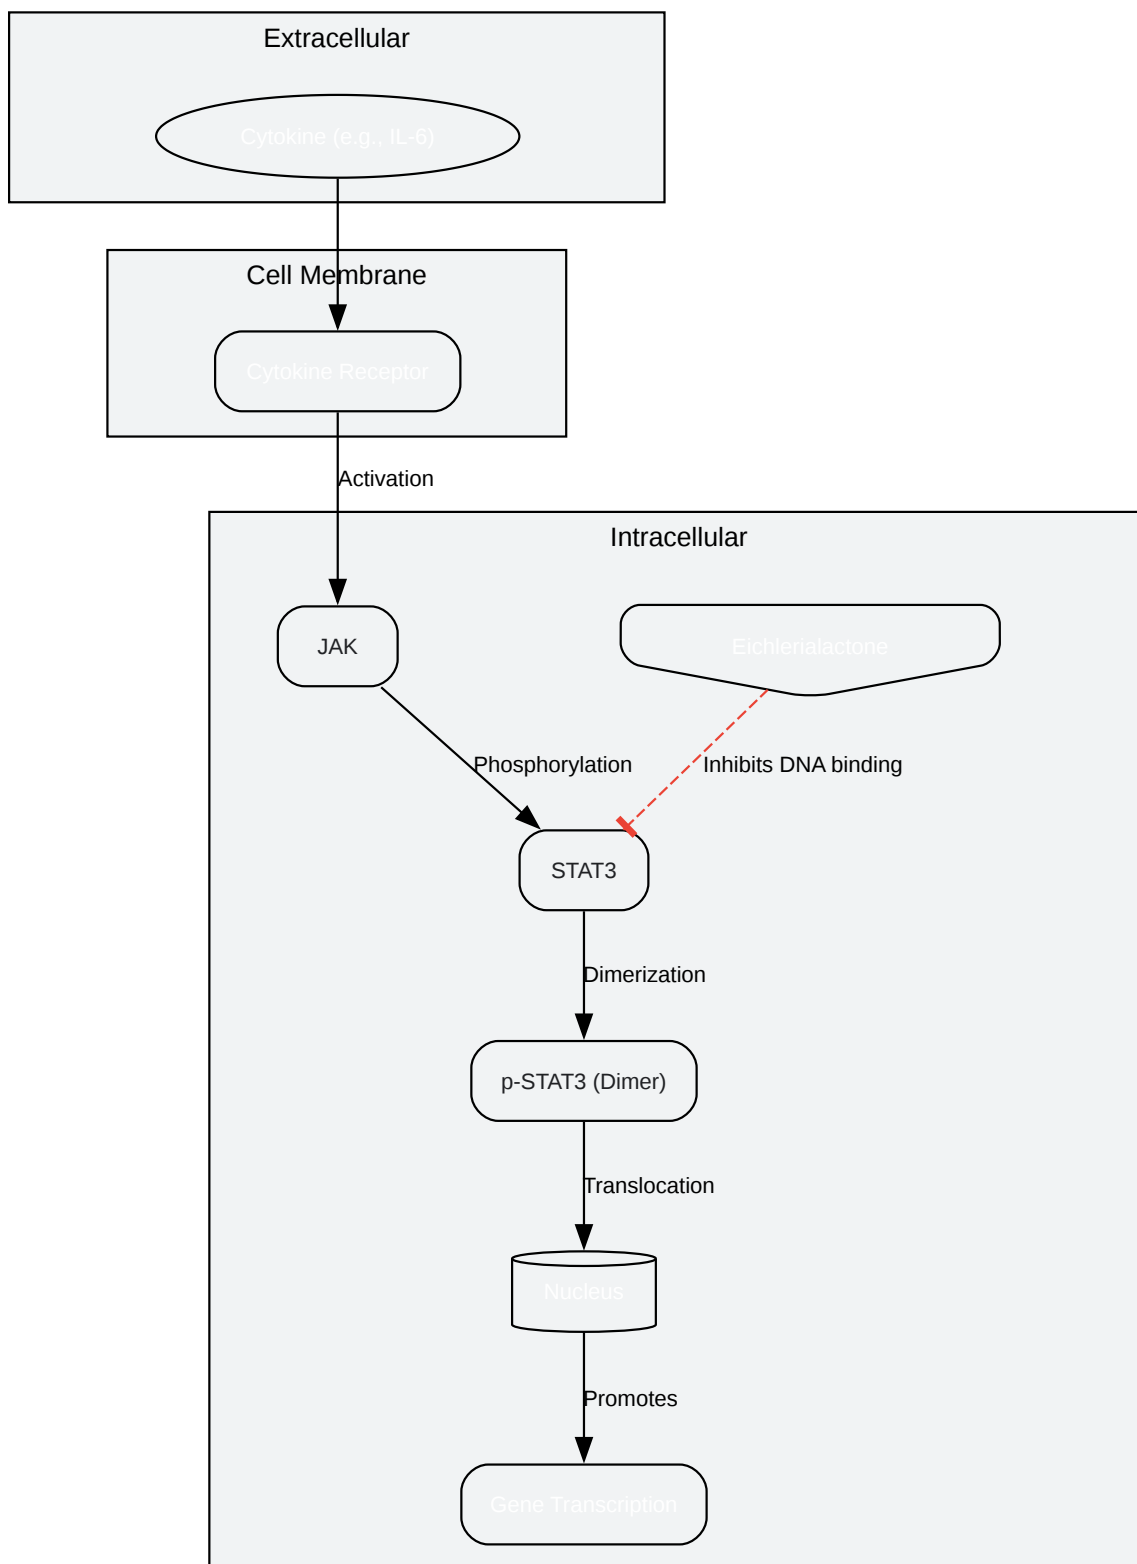 Extracellular
Cytokine (e.g., IL-6)
Cell Membrane
Cytokine Receptor
Activation
Intracellular
JAK
Eichlerialactone
Phosphorylation
Inhibits DNA binding
STAT3
Dimerization
p-STAT3 (Dimer)
Translocation
Nucleus
Promotes
Gene Transcription